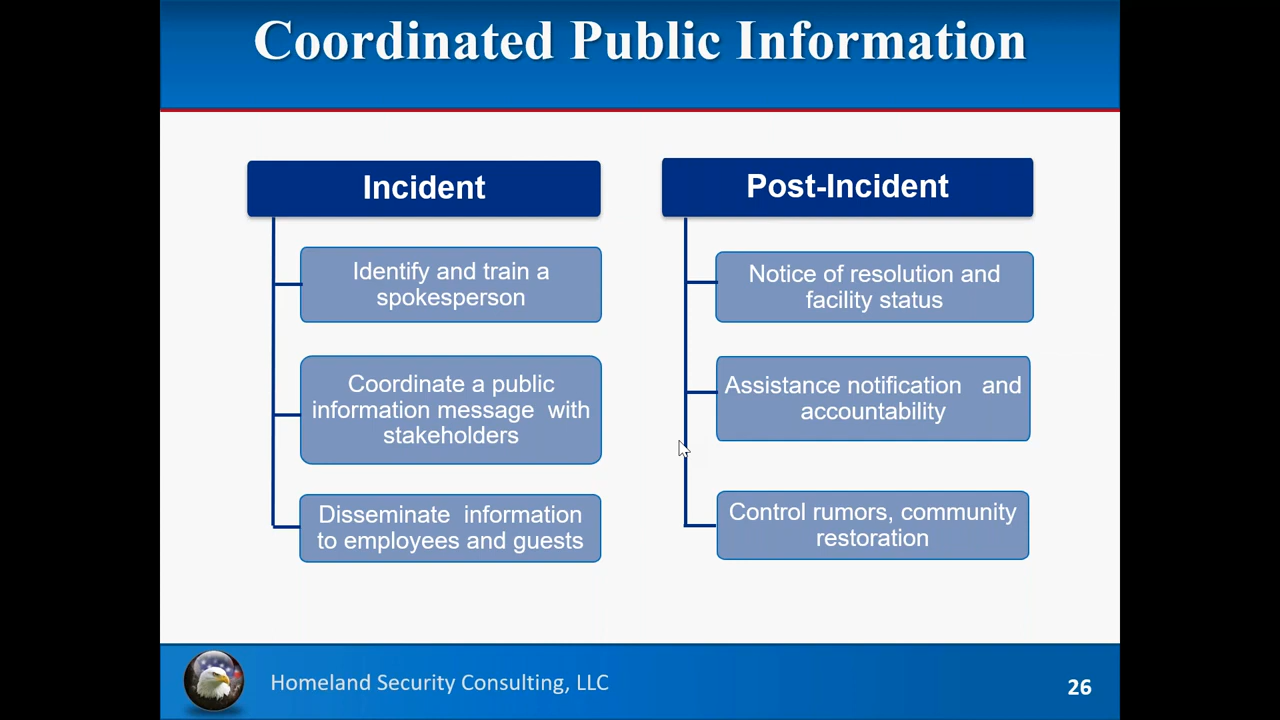 Coordinated Public Information
Incident
Identify and train a
spokesperson
Coordinate a public
information message with
stakeholders
Disseminate information
to employees and guests
Post-Incident
Notice of resolution and
facility status
Assistance notification and
accountability
Control rumors, community
restoration
Homeland Security Consulting, LLC
26